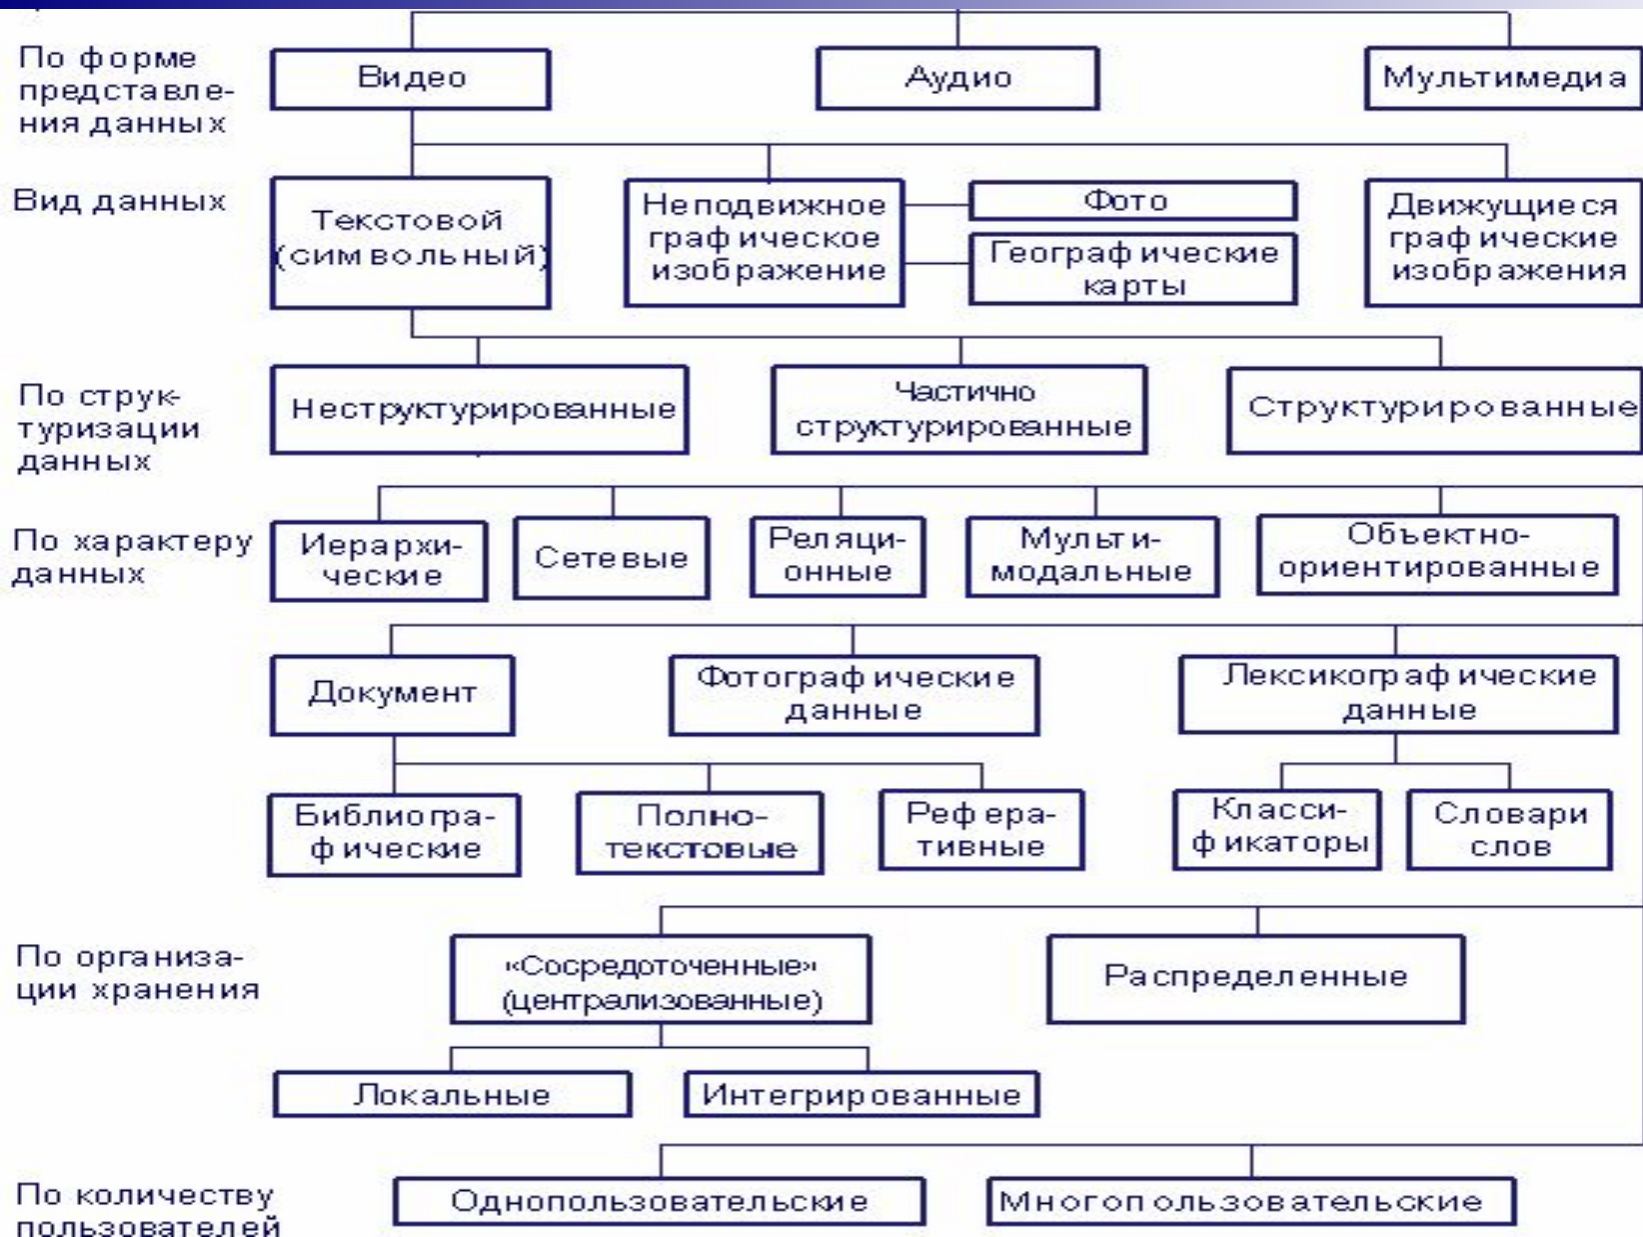 По форме
представле-
ния данных
Видео
Аудио
Мультимедиа
Вид данных
Текстовой
(символьный)
Неподвижное
графическое
изображение
Фото
Географические
карты
Движущиеся
графические
изображения
По струк-
туризации
данных
Неструктурированные
Частично
структурированные
Структурированные
По характеру
данных
Иерархи-
ческие
Сетевые
Реляци-
онные
Мульти-
модальные
Объектно-
ориентированные
Документ
Фотографические
данные
Лексикографические
данные
Библиогра-
фические
Полно-
текстовые
Рефера-
тивные
Класси-
фикаторы
Словари
слов
По организа-
ции хранения
«Сосредоточенные»
(централизованные)
Распределенные
Локальные
Интегрированные
По количеству
пользователей
Однопользовательские
Многопользовательские